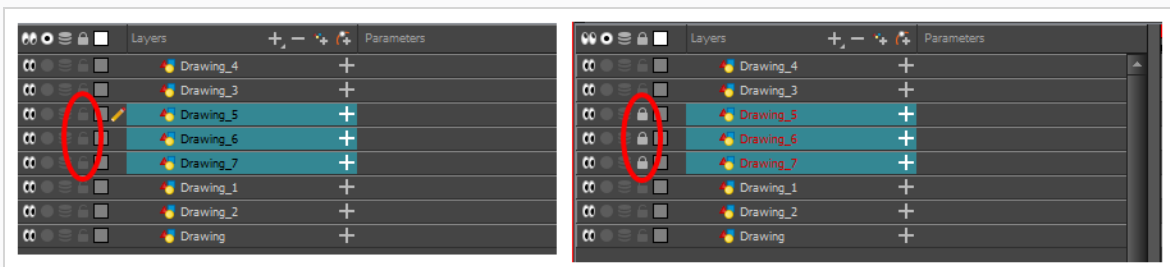 Layers Parameters
Drawing_4
Drawing_3
Drawing_5
Drawing_6
Drawing_7
Drawing_1
Drawing_2
Drawing
Layers Parameters
Drawing_4
Drawing_3
Drawing_5
Drawing_6
Drawing_7
Drawing_1
Drawing_2
Drawing